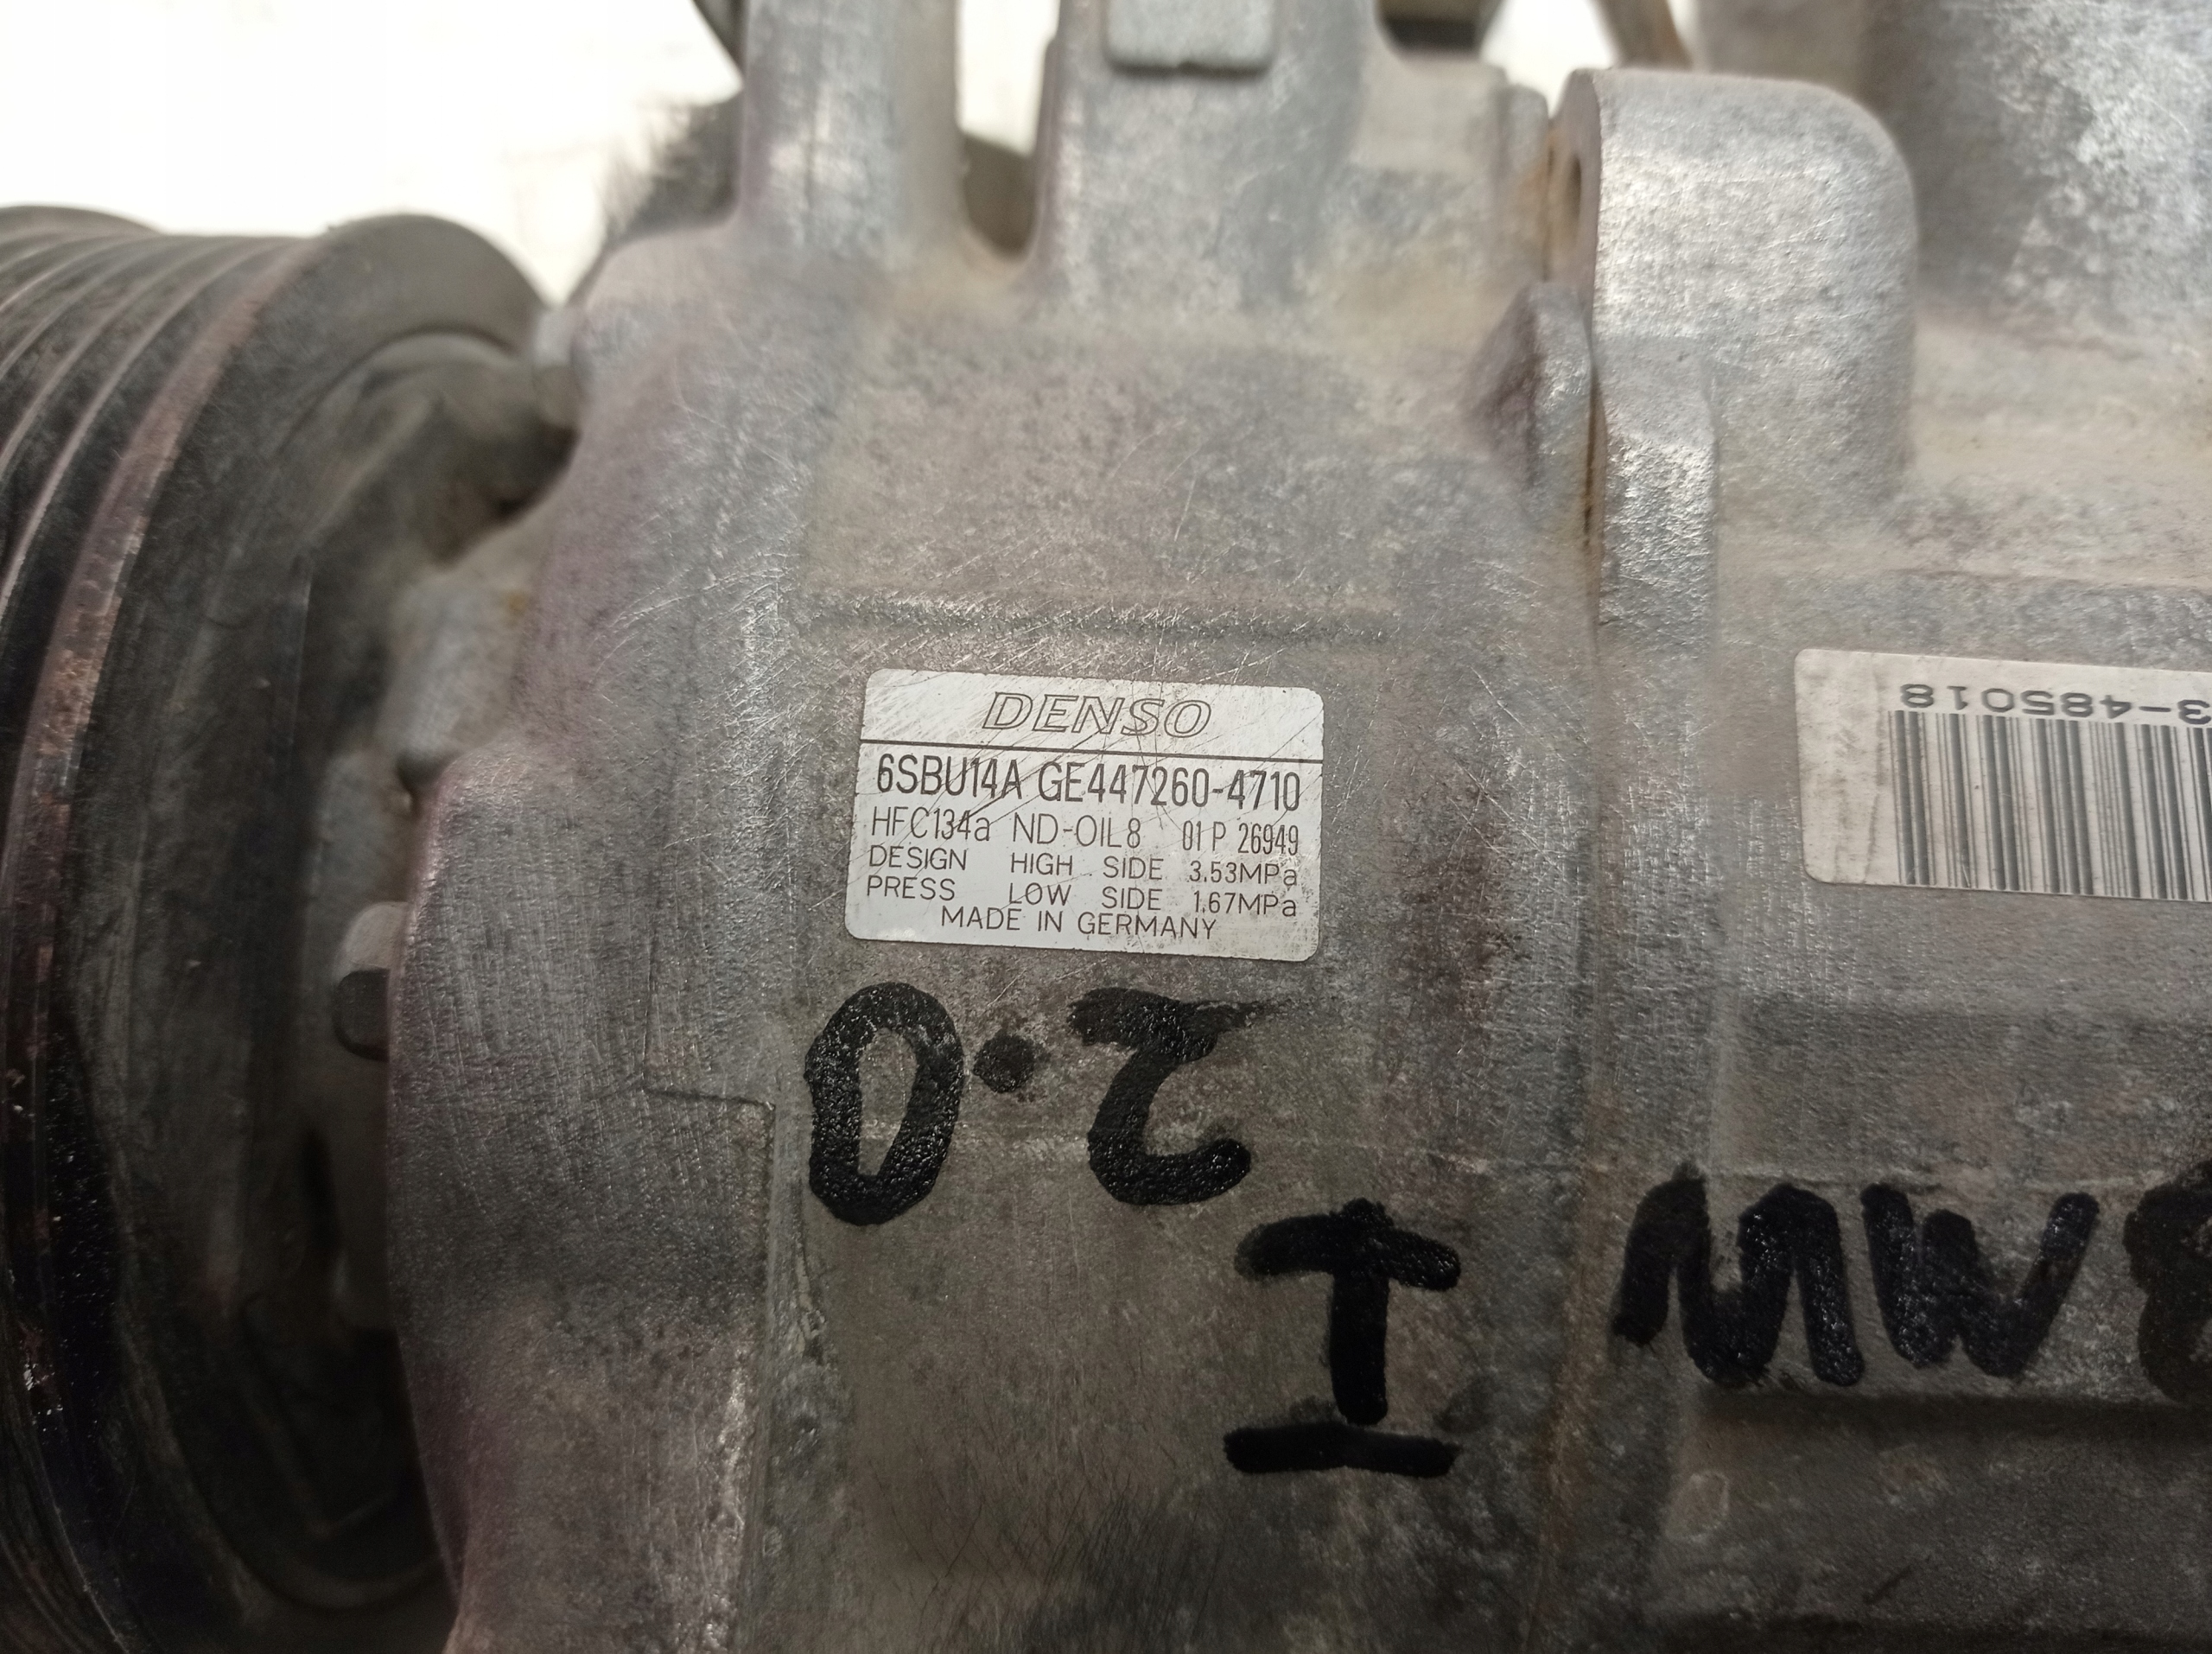 DENSO
6SBU14A GE447260-4710
HFC134a ND-OIL8 01 P 26949
DESIGN HIGH SIDE 3.53MPa
PRESS LOW SIDE 1.67MPa
MADE IN GERMANY
3-485018
0.2
I
MW8